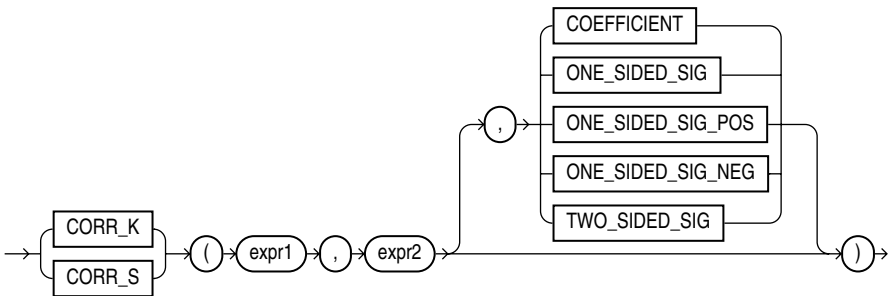 COEFFICIENT
ONE_SIDED_SIG
, ONE_SIDED_SIG_POS
ONE_SIDED_SIG_NEG
TWO_SIDED_SIG
CORR_K
CORR_S
( expr1 , expr2 )